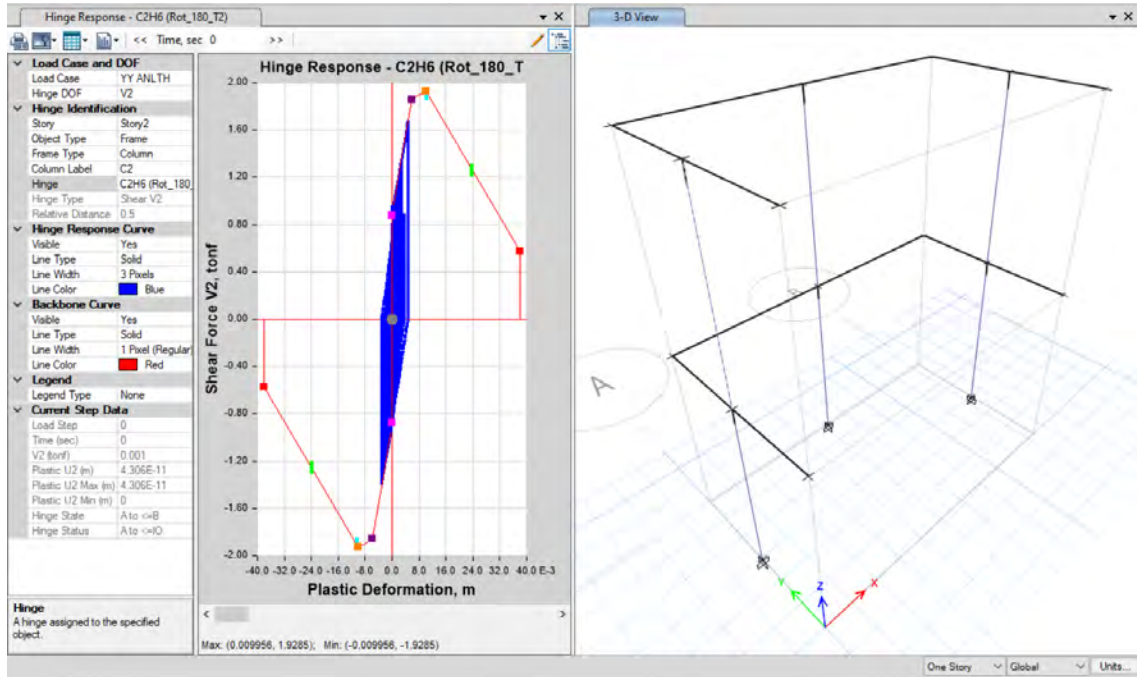 Hinge Response - C2H6 (Rot_180_T2)
<< Time, sec 0 >>
Load Case and DOF
Load Case YY ANLTH
Hinge DOF V2
Hinge Identification
Story Story2
Object Type Frame
Frame Type Column
Column Label C2
Hinge C2H6 (Rot_180_
Hinge Type Shear V2
Relative Distance 0.5
Hinge Response Curve
Visible Yes
Line Type Solid
Line Width 3 Pixels
Line Color Blue
Backbone Curve
Visible Yes
Line Type Solid
Line Width 1 Pixel (Regular)
Line Color Red
Legend
Legend Type None
Current Step Data
Load Step 0
Time (sec) 0
V2 (tonf) 0.001
Plastic U2 (m) 4.306E-11
Plastic U2 Max (m) 4.306E-11
Plastic U2 Min (m) 0
Hinge State A to <=B
Hinge Status A to <=IO
Hinge
A hinge assigned to the specified
object.
Hinge Response - C2H6 (Rot_180_T
Shear Force V2, tonf
2.00
1.60
1.20
0.80
0.40
0.00
-0.40
-0.80
-1.20
-1.60
-2.00
-40.0 -32.0 -24.0 -16.0 -8.0 0.0 8.0 16.0 24.0 32.0 40.0 E-3
Plastic Deformation, m
< >
Max: (0.009956, 1.9285); Min: (-0.009956, -1.9285)
3-D View
A
Y Z X
One Story Global Units...